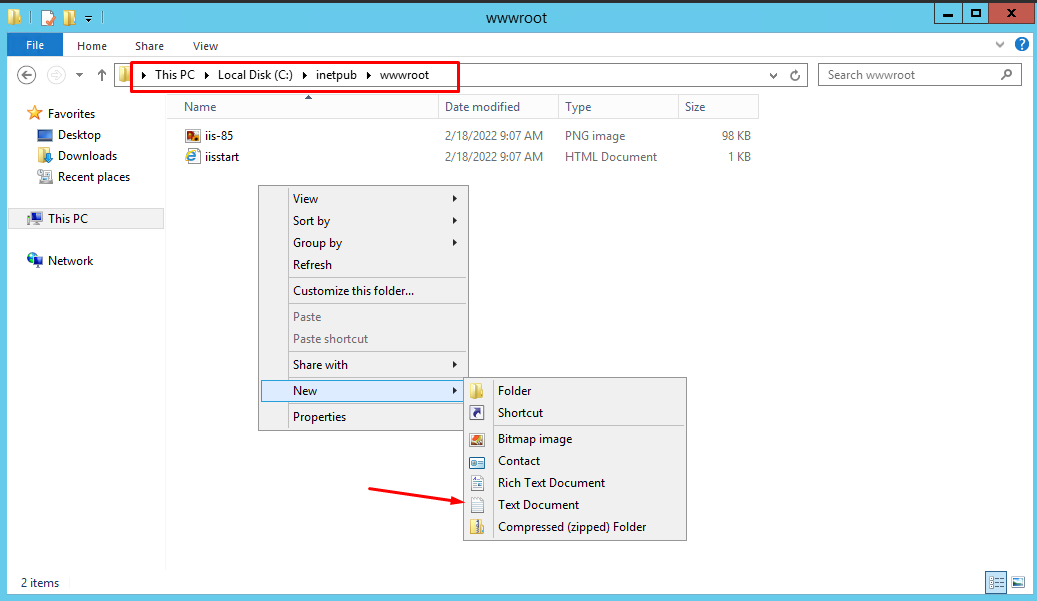 wwwroot
File Home Share View
This PC Local Disk (C:) inetpub wwwroot
Search wwwroot
Name Date modified Type Size
Favorites
Desktop
Downloads
Recent places
This PC
Network
iis-85 2/18/2022 9:07 AM PNG image 98 KB
iisstart 2/18/2022 9:07 AM HTML Document 1 KB
View
Sort by
Group by
Refresh
Customize this folder...
Paste
Paste shortcut
Share with
New
Properties
Folder
Shortcut
Bitmap image
Contact
Rich Text Document
Text Document
Compressed (zipped) Folder
2 items